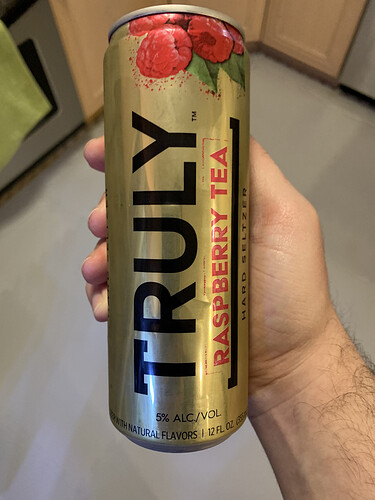 TRULY™
RASPBERRY TEA
HARD SELTZER
5% ALC/VOL
WITH NATURAL FLAVORS | 12 FL. OZ.